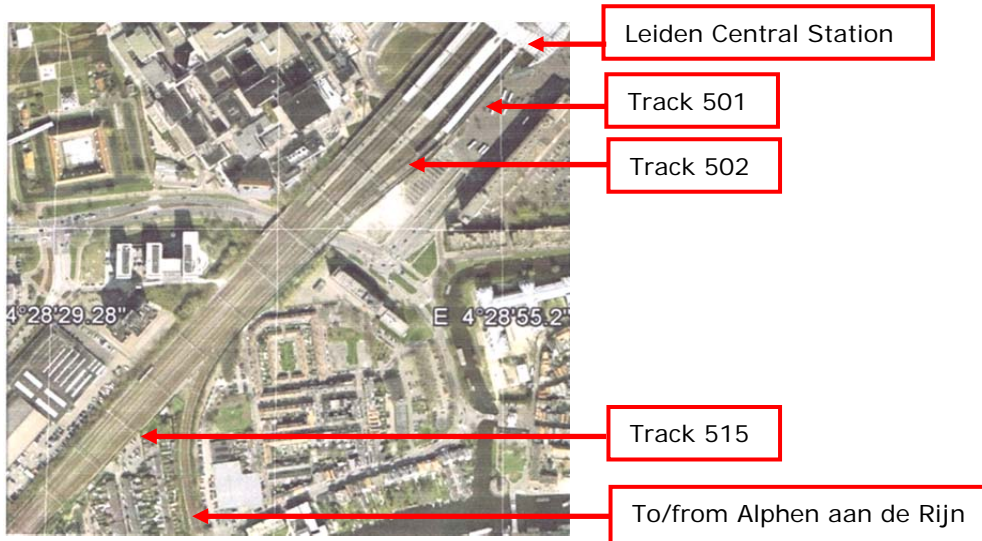 Leiden Central Station
Track 501
Track 502
4°28'29.28"
E 4°28'55.2"
Track 515
To/from Alphen aan de Rijn